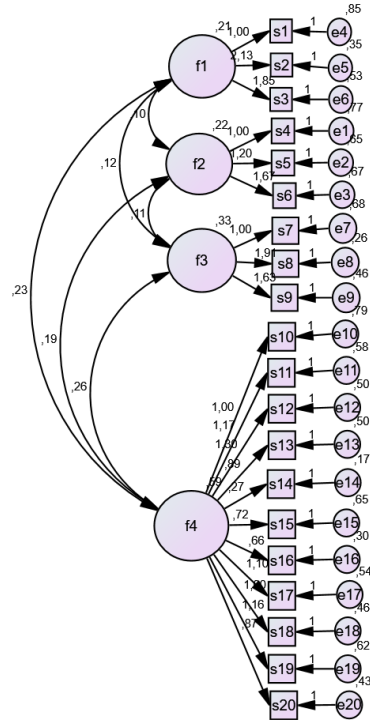 ,85
,21 1,00 s1 1 e4
,35
f1 2,13 s2 1 e5
,53
1,85 s3 1 e6
,77
,10
,22 1,00 s4 1 e1
,65
,12 f2 1,20 s5 1 e2
,67
1,67 s6 1 e3
,68
,11
,33 1,00 s7 1 e7
,26
f3 1,91 s8 1 e8
,46
1,63 s9 1 e9
,79
,23
s10 1 e10
,58
,19
s11 1 e11
,50
,26
1,00 s12 1 e12
,50
1,17
1,30 s13 1 e13
,17
,89
,59 ,27 s14 1 e14
,65
f4 ,72 s15 1 e15
,30
,66 s16 1 e16
,54
1,10
s17 1 e17
,46
1,16 s18 1 e18
,62
,87
s19 1 e19
,43
s20 1 e20